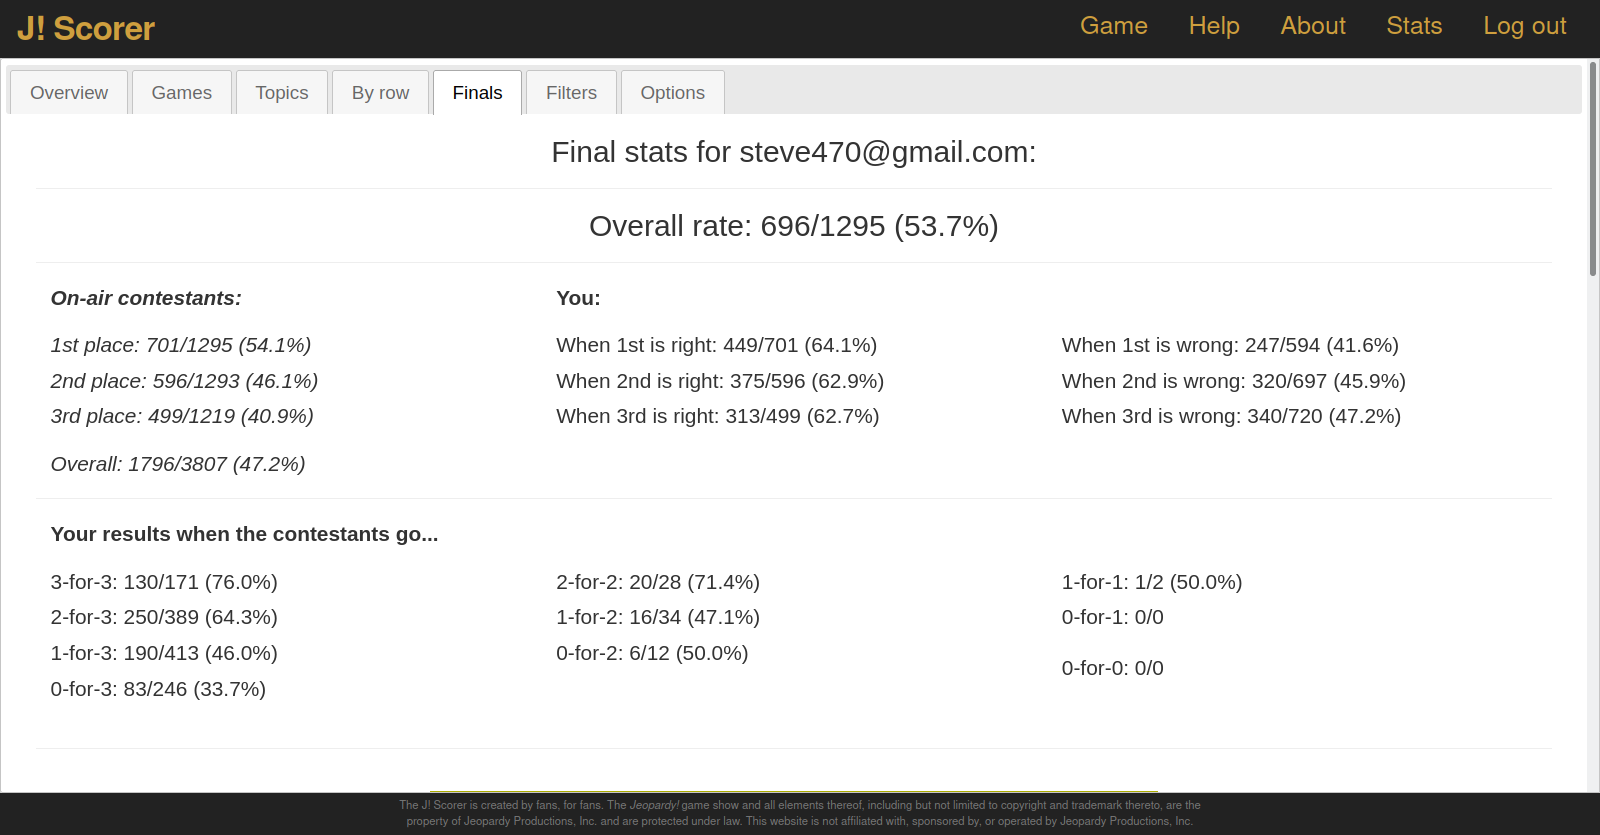 J! Scorer
Game Help About Stats Log out
Overview Games Topics By row Finals Filters Options
Final stats for steve470@gmail.com:
Overall rate: 696/1295 (53.7%)
On-air contestants:
You:
1st place: 701/1295 (54.1%)
When 1st is right: 449/701 (64.1%)
When 1st is wrong: 247/594 (41.6%)
2nd place: 596/1293 (46.1%)
When 2nd is right: 375/596 (62.9%)
When 2nd is wrong: 320/697 (45.9%)
3rd place: 499/1219 (40.9%)
When 3rd is right: 313/499 (62.7%)
When 3rd is wrong: 340/720 (47.2%)
Overall: 1796/3807 (47.2%)
Your results when the contestants go...
3-for-3: 130/171 (76.0%)
2-for-2: 20/28 (71.4%)
1-for-1: 1/2 (50.0%)
2-for-3: 250/389 (64.3%)
1-for-2: 16/34 (47.1%)
0-for-1: 0/0
1-for-3: 190/413 (46.0%)
0-for-2: 6/12 (50.0%)
0-for-0: 0/0
0-for-3: 83/246 (33.7%)
The J! Scorer is created by fans, for fans. The Jeopardy! game show and all elements thereof, including but not limited to copyright and trademark thereto, are the
property of Jeopardy Productions, Inc. and are protected under law. This website is not affiliated with, sponsored by, or operated by Jeopardy Productions, Inc.